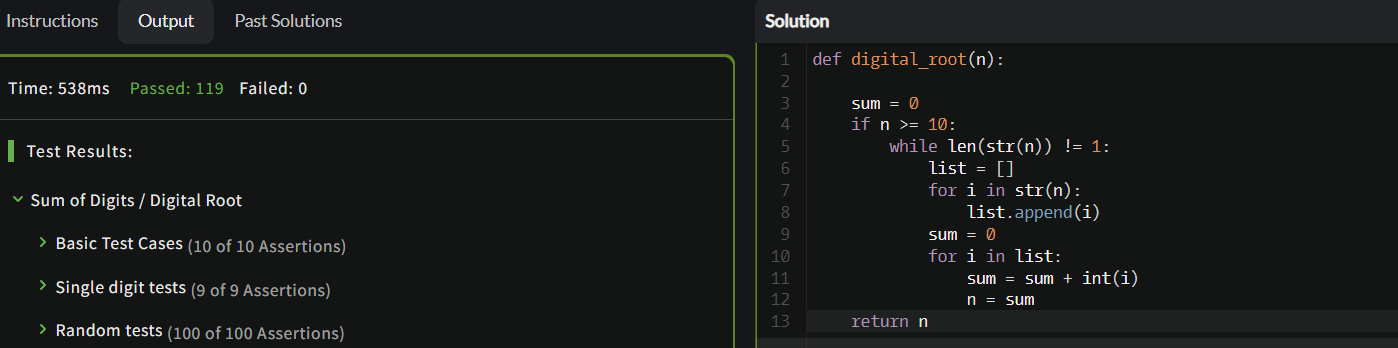 Instructions
Output
Past Solutions
Time: 538ms Passed: 119 Failed: 0
Test Results:
Sum of Digits / Digital Root
Basic Test Cases (10 of 10 Assertions)
Single digit tests (9 of 9 Assertions)
Random tests (100 of 100 Assertions)
Solution
1 def digital_root(n):
2
3     sum = 0
4     if n >= 10:
5         while len(str(n)) != 1:
6             list = []
7             for i in str(n):
8                 list.append(i)
9             sum = 0
10             for i in list:
11                 sum = sum + int(i)
12                 n = sum
13     return n